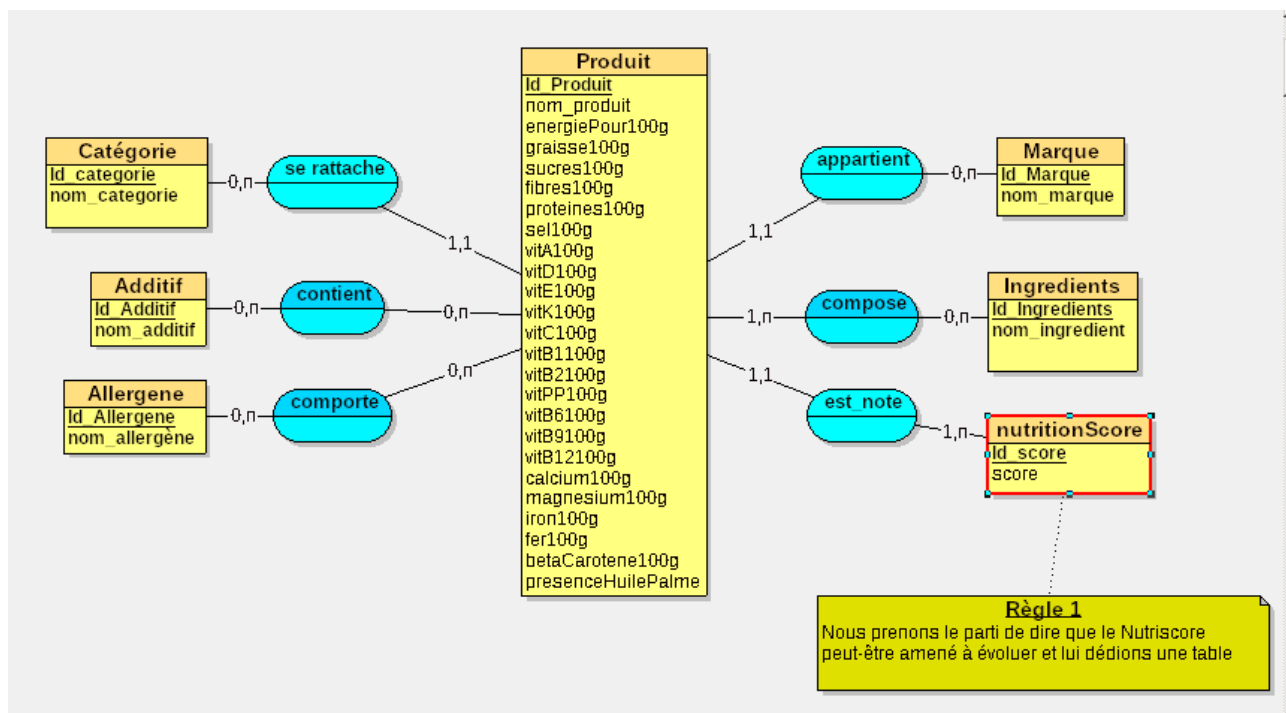 Produit
Id_Produit
nom_produit
energiePour100g
graisse100g
sucres100g
fibres100g
proteines100g
sel100g
vitA100g
vitD100g
vitE100g
vitK100g
vitC100g
vitB1100g
vitB2100g
vitPP100g
vitB6100g
vitB9100g
vitB12100g
calcium100g
magnesium100g
iron100g
fer100g
betaCarotene100g
presenceHuilePalme
Catégorie
Id_categorie
nom_categorie
0,n
se rattache
1,1
Additif
Id_Additif
nom_additif
0,n
contient
0,n
Allergene
Id_Allergene
nom_allergène
0,n
comporte
0,n
appartient
1,1
0,n
Marque
Id_Marque
nom_marque
1,n
compose
0,n
Ingredients
Id_Ingredients
nom_ingredient
1,1
est_note
1,n
nutritionScore
Id_score
score
Règle 1
Nous prenons le parti de dire que le Nutriscore
peut-être amené à évoluer et lui dédions une table